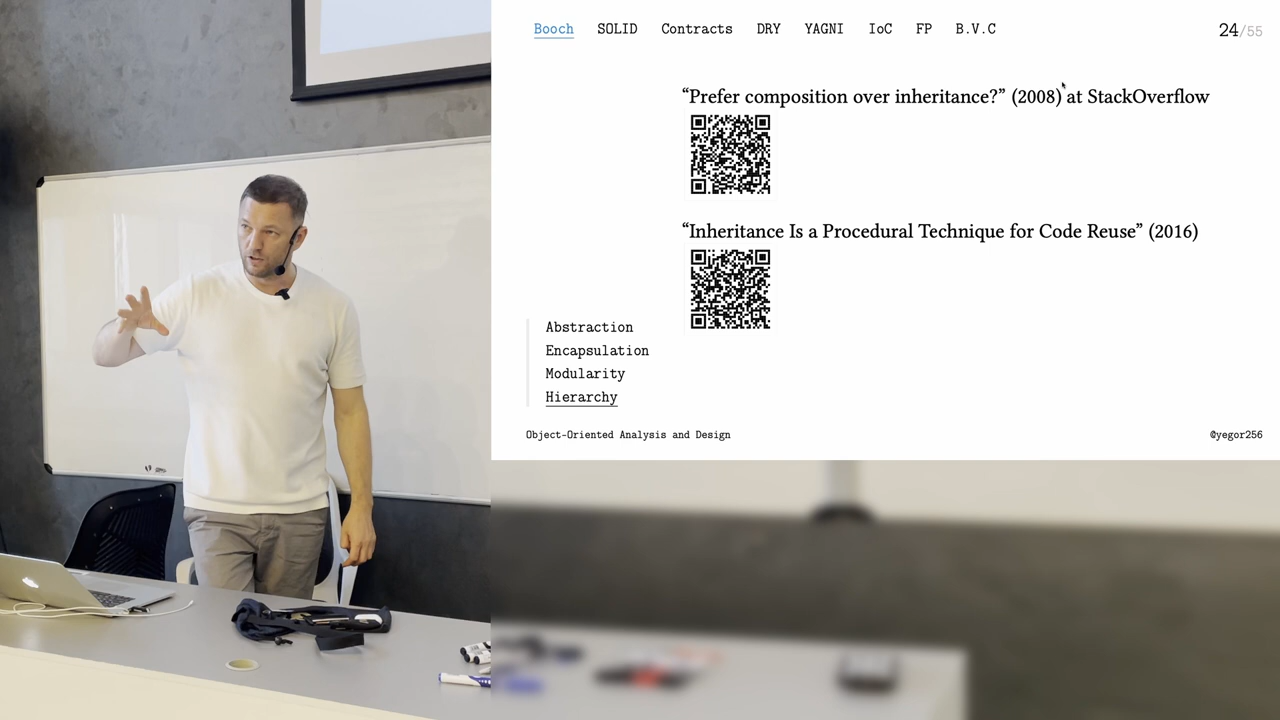 Booch SOLID Contracts DRY YAGNI IoC FP B.V.C 24/55
“Prefer composition over inheritance?” (2008) at StackOverflow
“Inheritance Is a Procedural Technique for Code Reuse” (2016)
Abstraction
Encapsulation
Modularity
Hierarchy
Object-Oriented Analysis and Design @yegor256